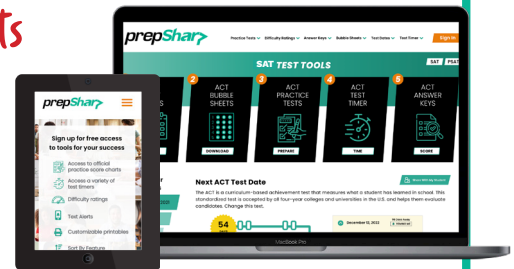 ts
prepSharp
Practice Tests Difficulty Ratings Answer Keys Bubble Sheets Test Dates Test Timer Sign In
SAT TEST TOOLS
SAT PSAT
2 3 4 5
ACT BUBBLE SHEETS
DOWNLOAD
ACT PRACTICE TESTS
PREPARE
ACT TEST TIMER
TIME
ACT ANSWER KEYS
SCORE
Next ACT Test Date
The ACT is a curriculum-based achievement test that measures what a student has learned in school. This
standardized test is accepted by all four-year colleges and universities in the U.S. and helps them evaluate
candidates. Change this text.
54
December 12, 2022
MacBook Pro
prepSharp
Sign up for free access
to tools for your success
Access to official
practice score charts
Access a variety of
test timers
Difficulty ratings
Test Alerts
Customizable printables
Sort By Feature